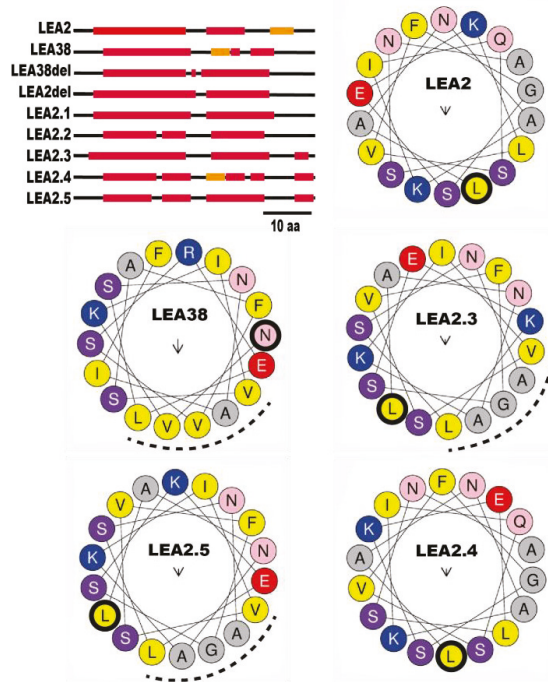 LEA2
LEA38
LEA38del
LEA2del
LEA2.1
LEA2.2
LEA2.3
LEA2.4
LEA2.5
10 aa
LEA2
N
K
Q
A
G
A
L
S
L
S
K
S
V
A
E
I
N
F
LEA38
R
I
N
F
N
E
V
A
V
V
L
S
I
S
K
S
A
F
LEA2.3
E
I
N
F
N
K
V
A
G
A
L
S
L
S
K
S
V
A
LEA2.5
K
I
N
F
N
E
V
A
G
A
L
S
L
S
K
S
V
A
LEA2.4
F
N
E
Q
A
G
A
L
S
L
S
K
S
V
A
K
I
N